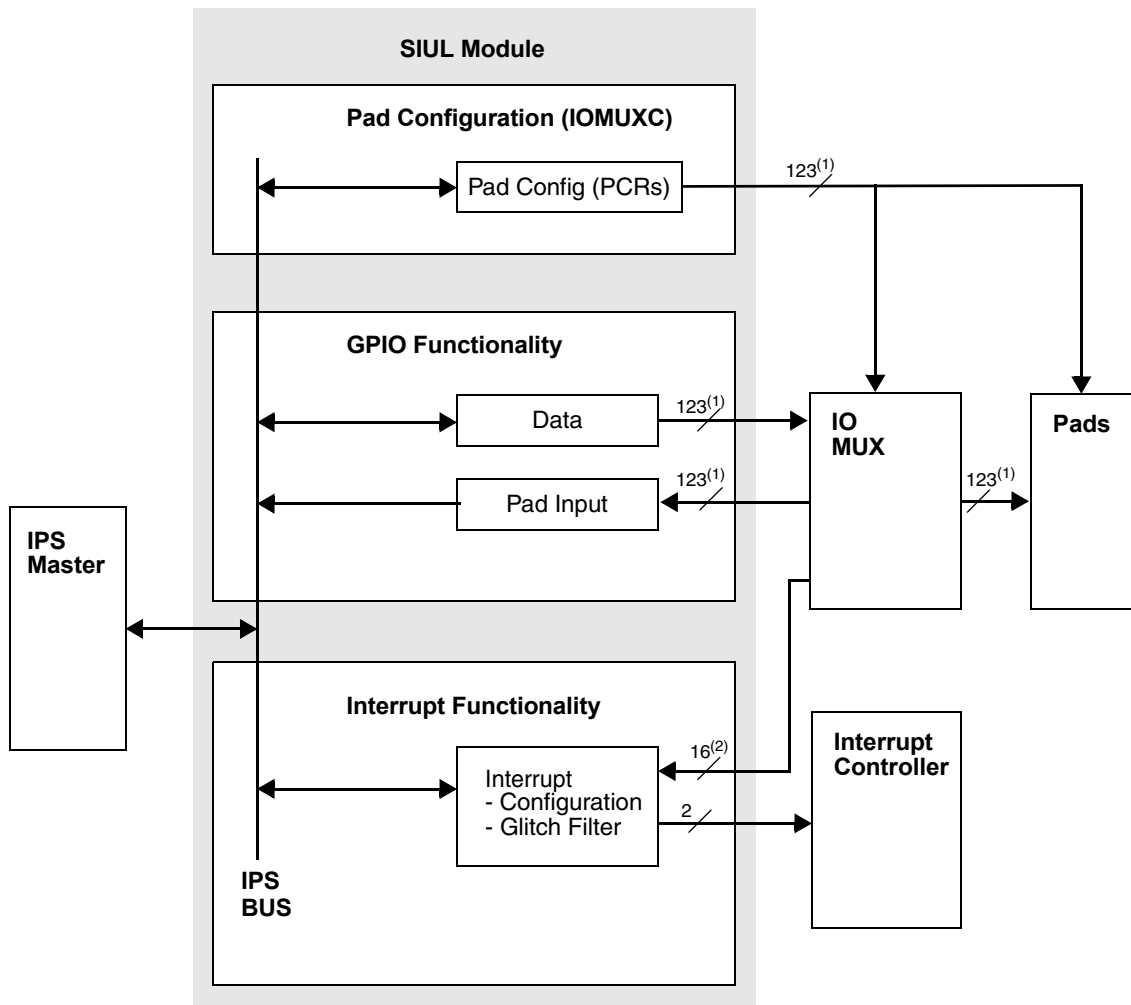 SIUL Module
Pad Configuration (IOMUXC)
Pad Config (PCRs)
123(1)
GPIO Functionality
Data
123(1)
Pad Input
123(1)
IO
MUX
123(1)
Pads
IPS
Master
Interrupt Functionality
Interrupt
- Configuration
- Glitch Filter
16(2)
2
Interrupt
Controller
IPS
BUS